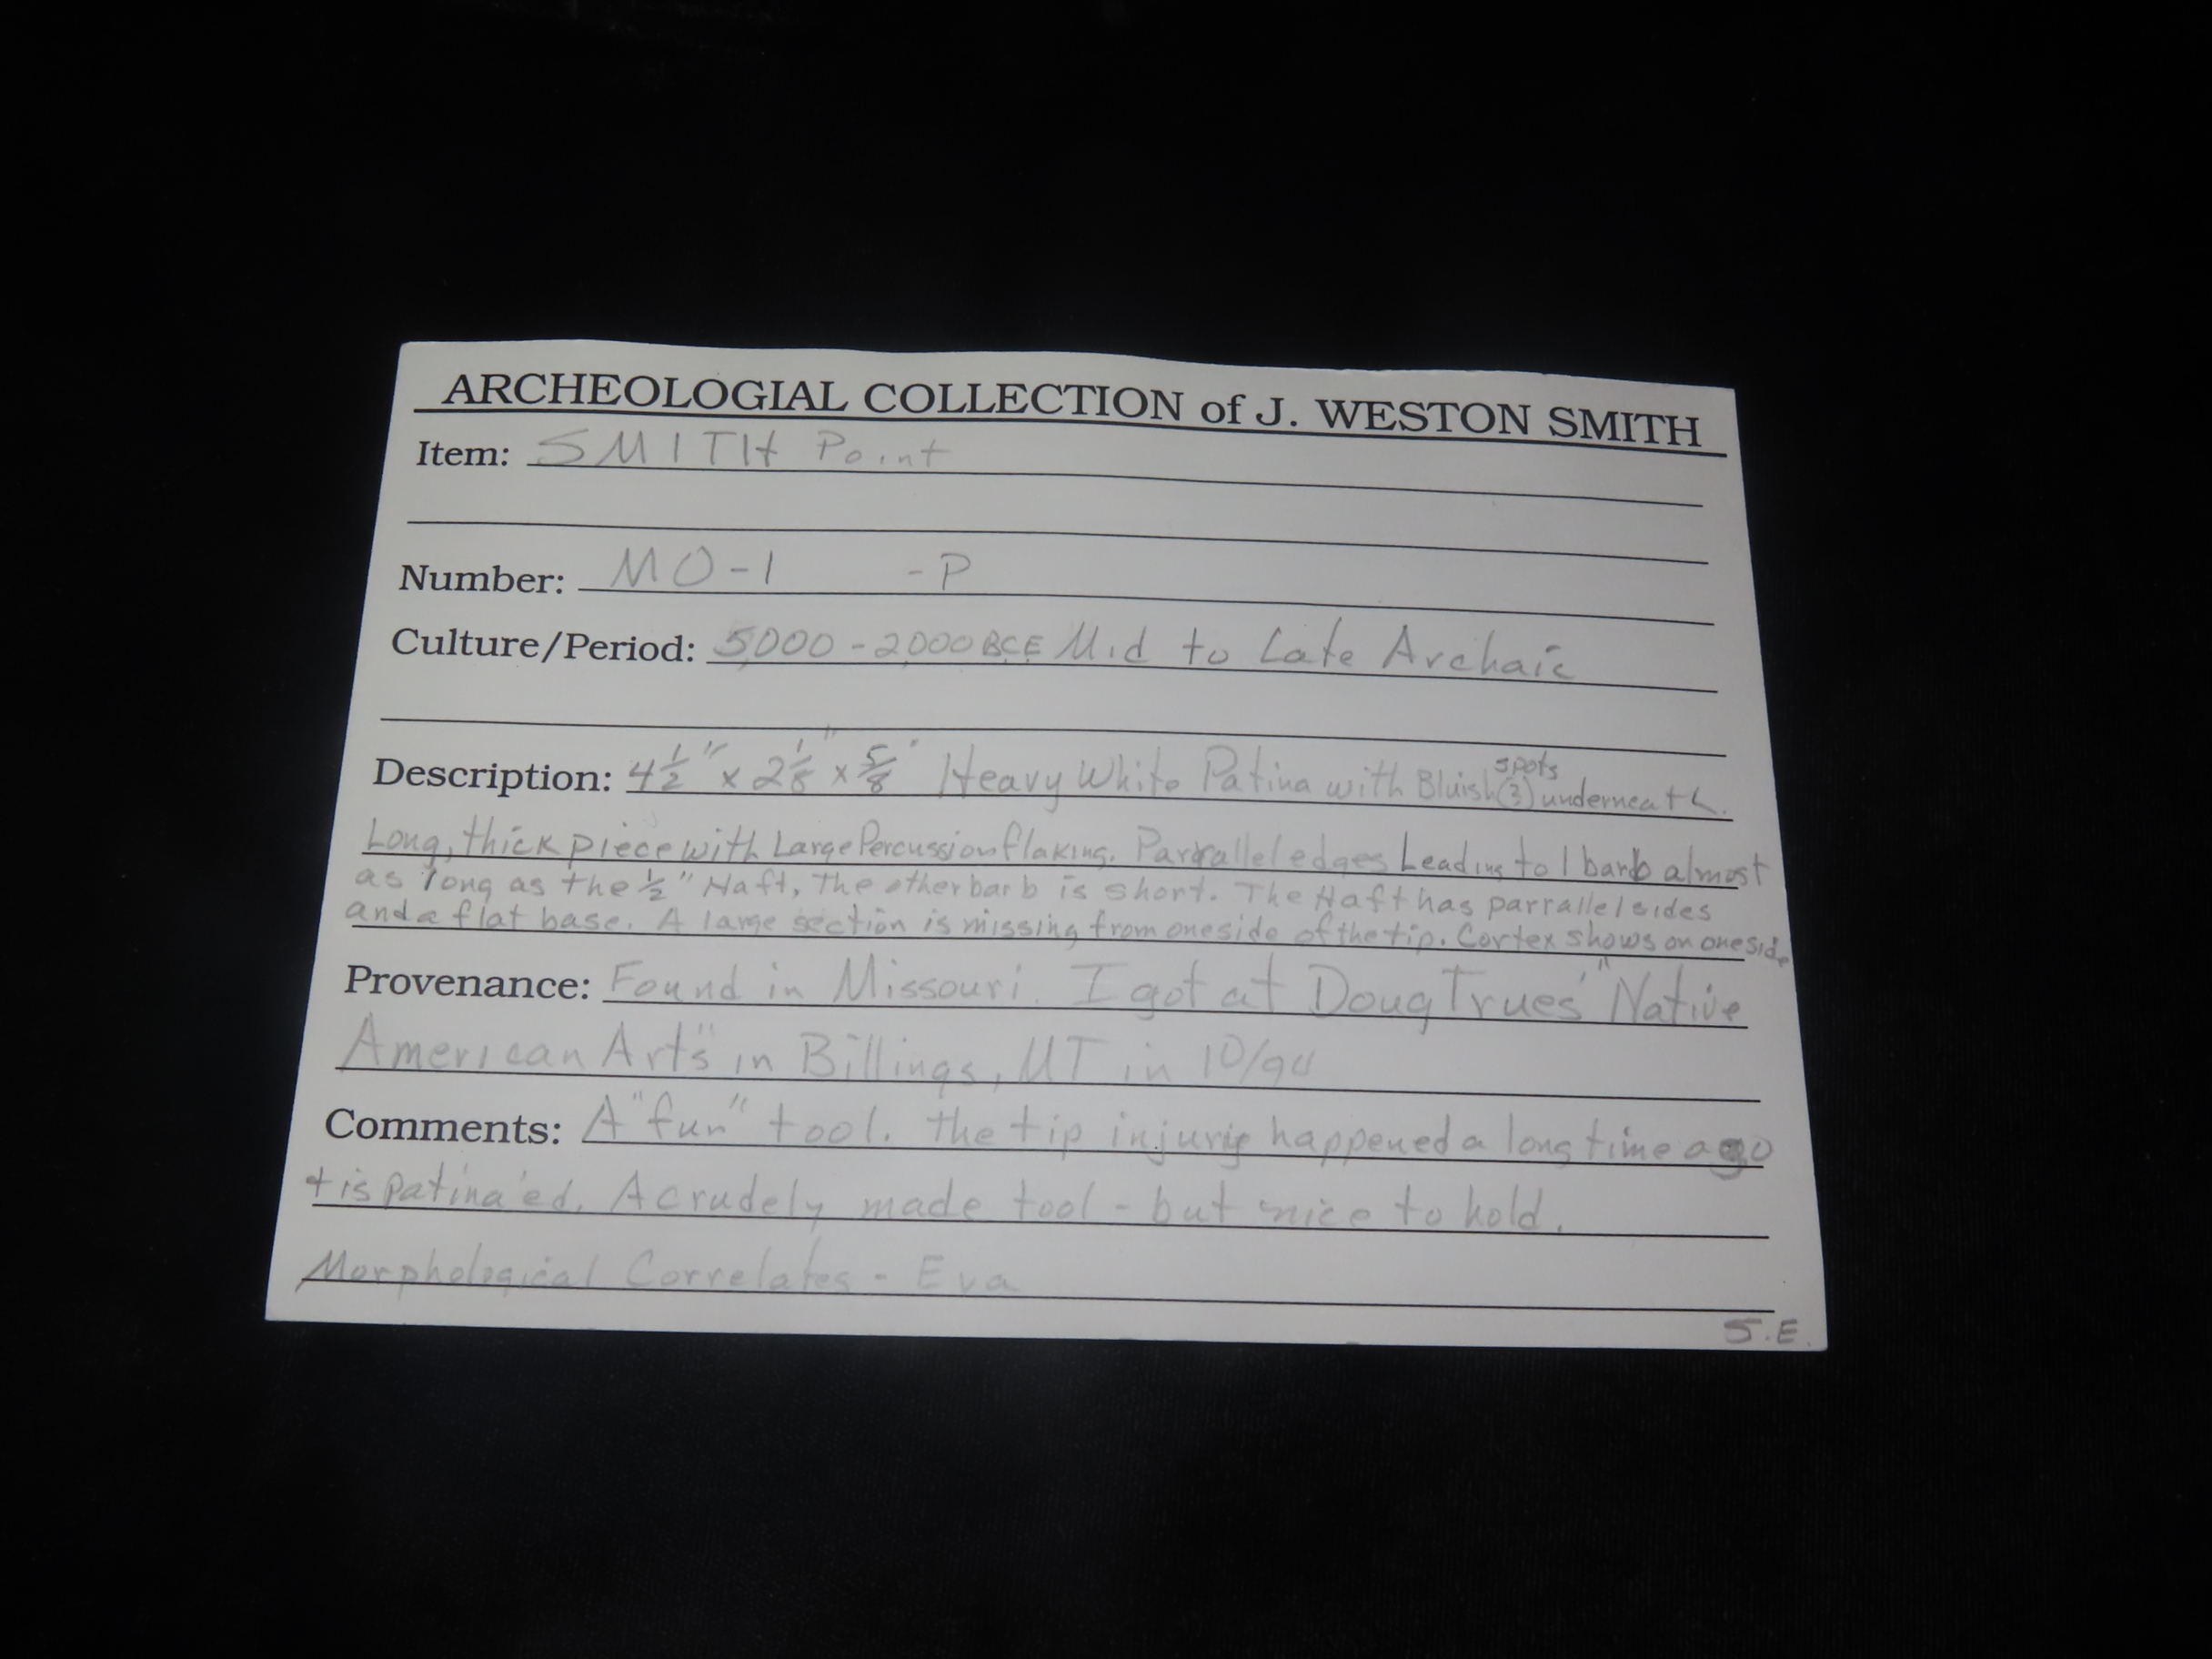 ARCHEOLOGIAL COLLECTION of J. WESTON SMITH
Item: SMITH Point
Number: MO-1 -P
Culture/Period: 5,000 - 2,000 BCE Mid to Late Archaic
Description: 4 1/2" x 2 1/8" x 5/8" Heavy White Patina with Bluish spots (3) underneath.
Long, thick piece with Large Percussion flaking. Parrallel edges Leading to 1 barb almost
as long as the 1/2" Haft, The other barb is short. The Haft has parrallel sides
and a flat base. A large section is missing from one side of the tip. Cortex shows on one side
Provenance: Found in Missouri. I got at Doug Trues' "Native
American Arts" in Billings, MT in 10/94
Comments: A "fun" tool. The tip injury happened a long time ago
+ is patina'ed. A crudely made tool - but nice to hold.
Morphological Correlates - Eva
S.E.